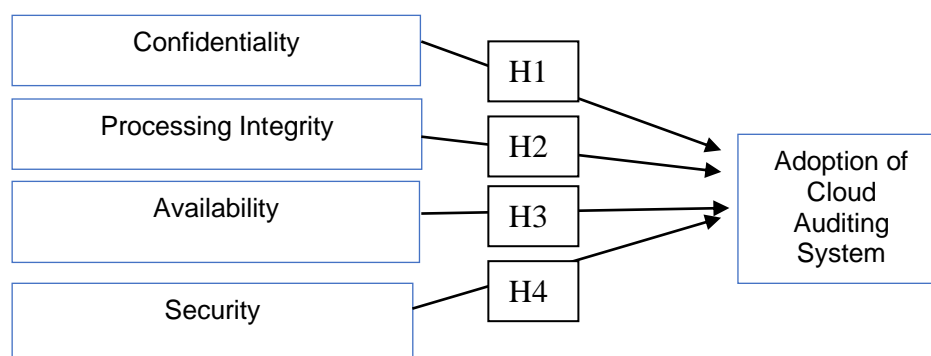 Confidentiality
H1
Processing Integrity
H2
Availability
H3
Security
H4
Adoption of
Cloud
Auditing
System